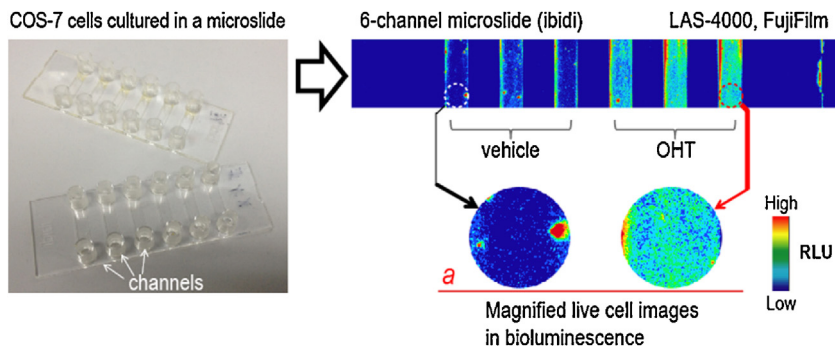 COS-7 cells cultured in a microslide
6-channel microslide (ibidi)
LAS-4000, FujiFilm
vehicle
OHT
channels
a
High
RLU
Low
Magnified live cell images
in bioluminescence